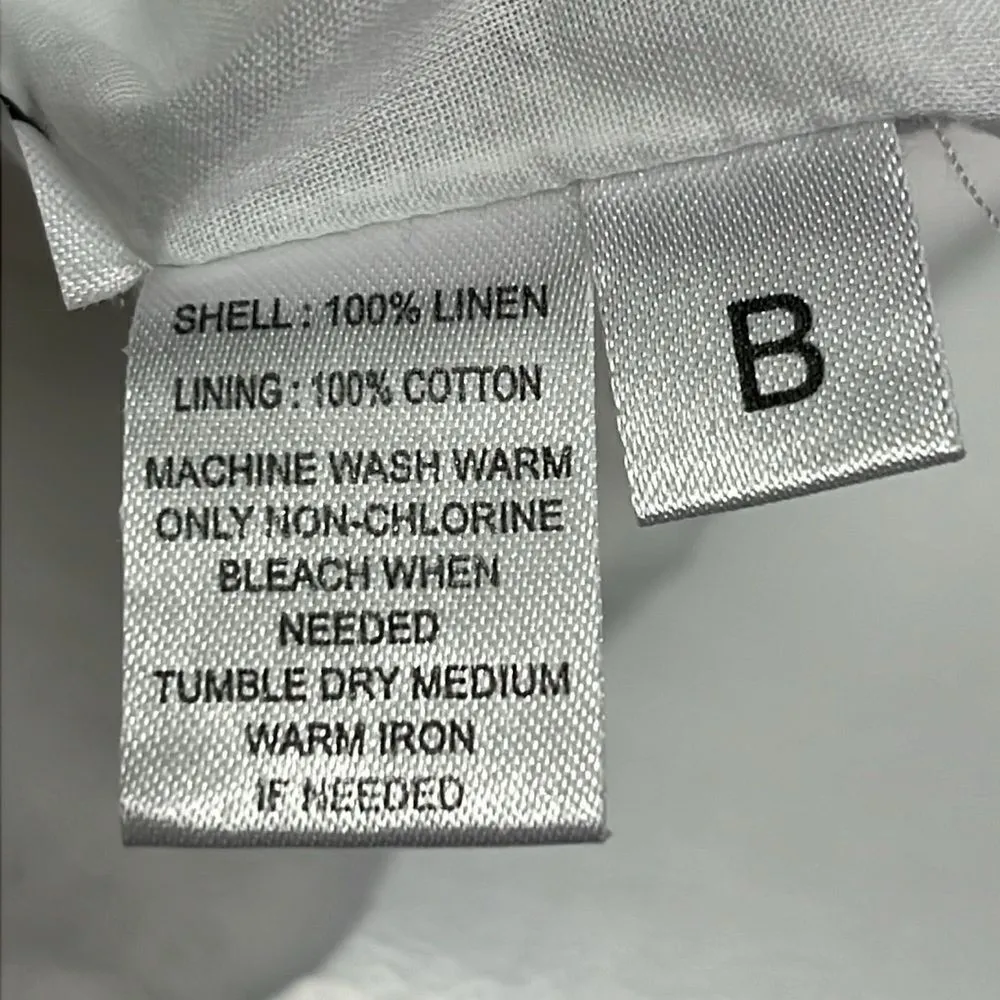 SHELL : 100% LINEN
LINING : 100% COTTON
MACHINE WASH WARM
ONLY NON-CHLORINE
BLEACH WHEN
NEEDED
TUMBLE DRY MEDIUM
WARM IRON
IF NEEDED
B